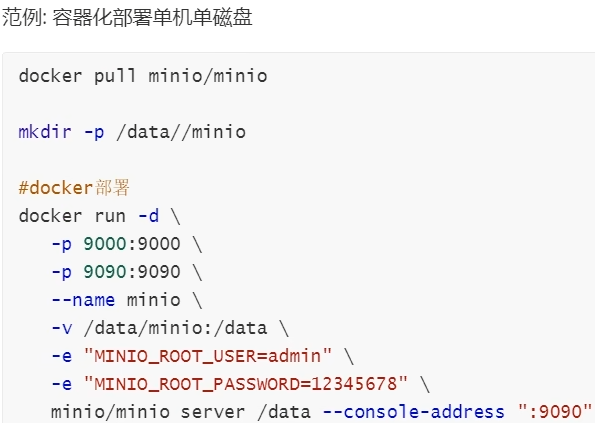 范例: 容器化部署单机单磁盘
docker pull minio/minio
mkdir -p /data//minio
#docker部署
docker run -d \
-p 9000:9000 \
-p 9090:9090 \
--name minio \
-v /data/minio:/data \
-e "MINIO_ROOT_USER=admin" \
-e "MINIO_ROOT_PASSWORD=12345678" \
minio/minio server /data --console-address ":9090"